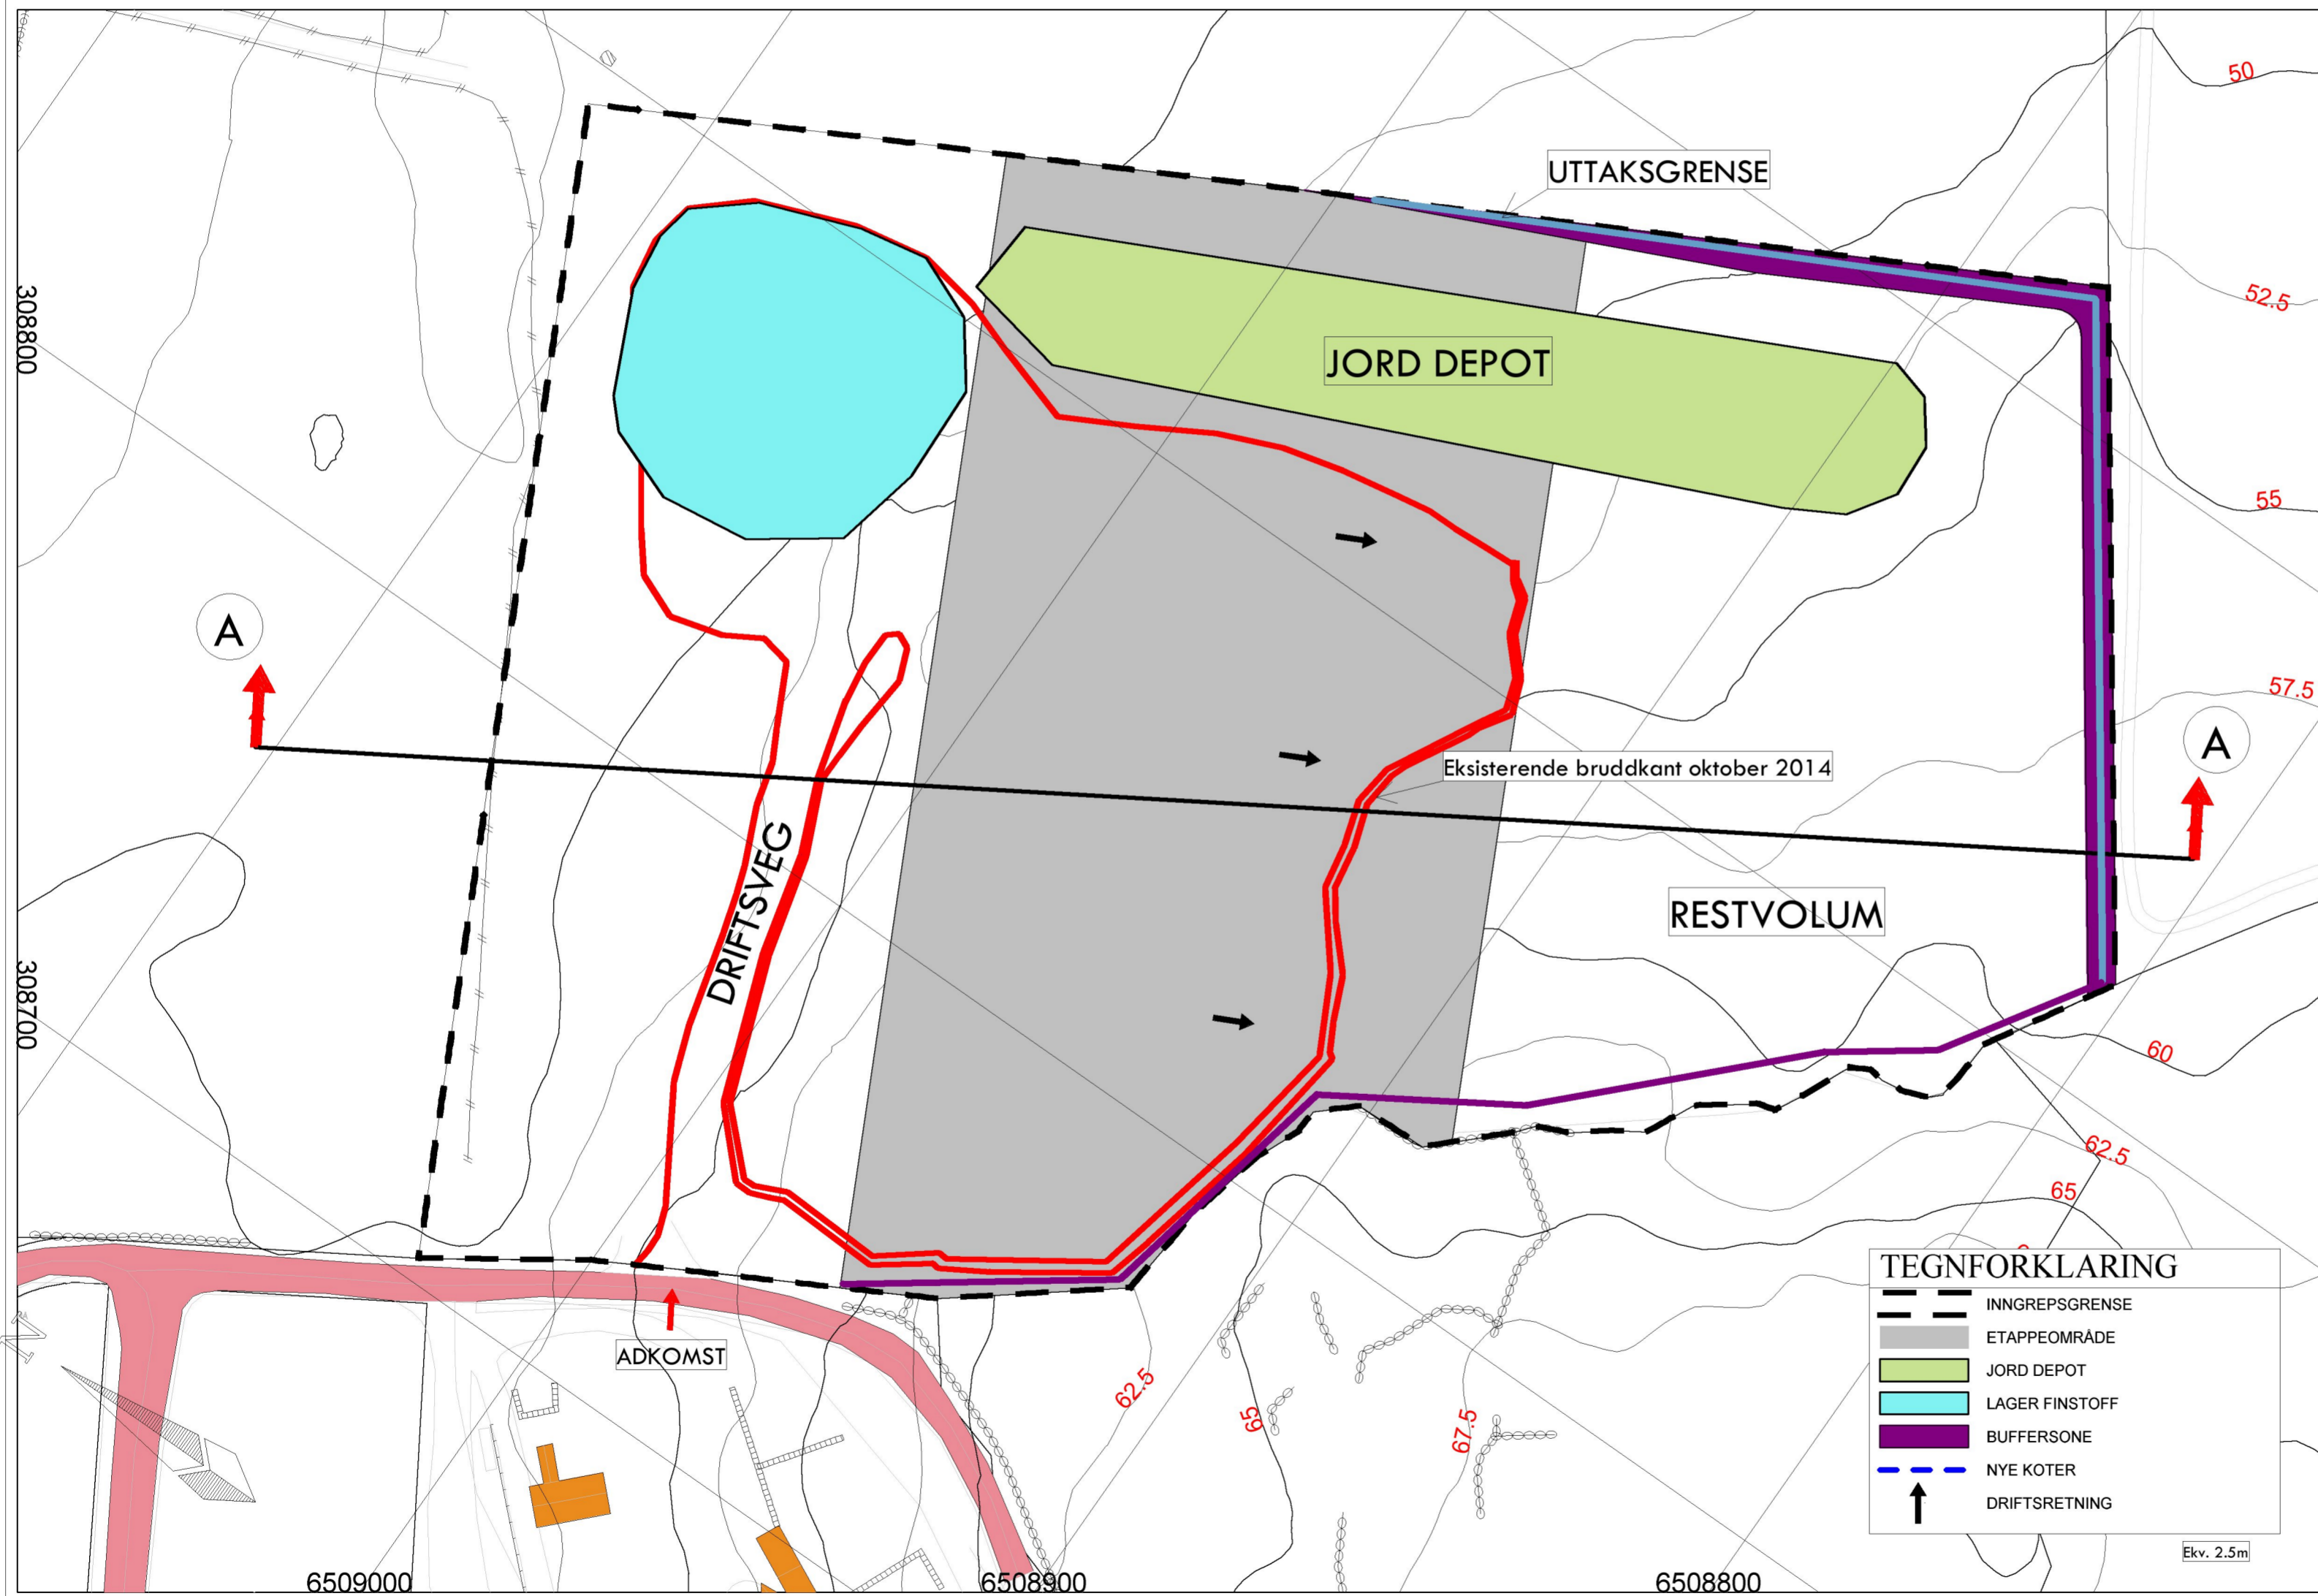 50
UTTAKSGRENSE
52.5
308800
JORD DEPOT
55
A
57.5
A
Eksisterende bruddkant oktober 2014
DRIFTSVEG
RESTVOLUM
308700
60
62.5
65
ADKOMST
62.5
65
67.5
N
TEGNFORKLARING
INNGREPSGRENSE
ETAPPEOMRÅDE
JORD DEPOT
LAGER FINSTOFF
BUFFERSONE
NYE KOTER
DRIFTSRETNING
Ekv. 2.5m
6509000
6508900
6508800